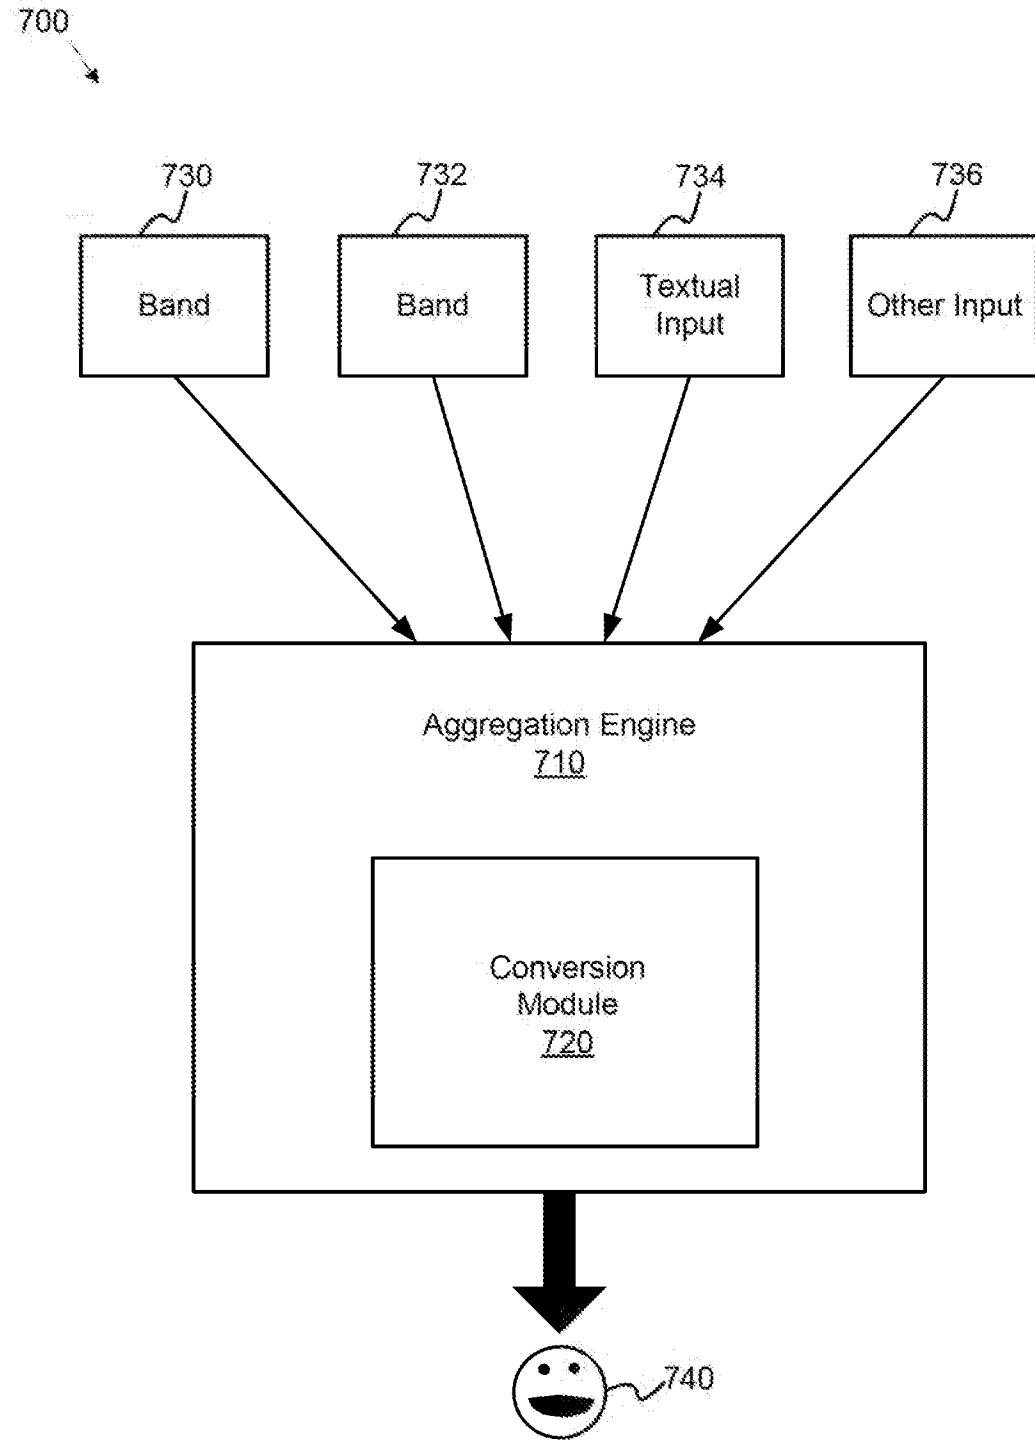 700
730
732
734
736
Band
Band
Textual
Input
Other Input
Aggregation Engine
710
Conversion
Module
720
740